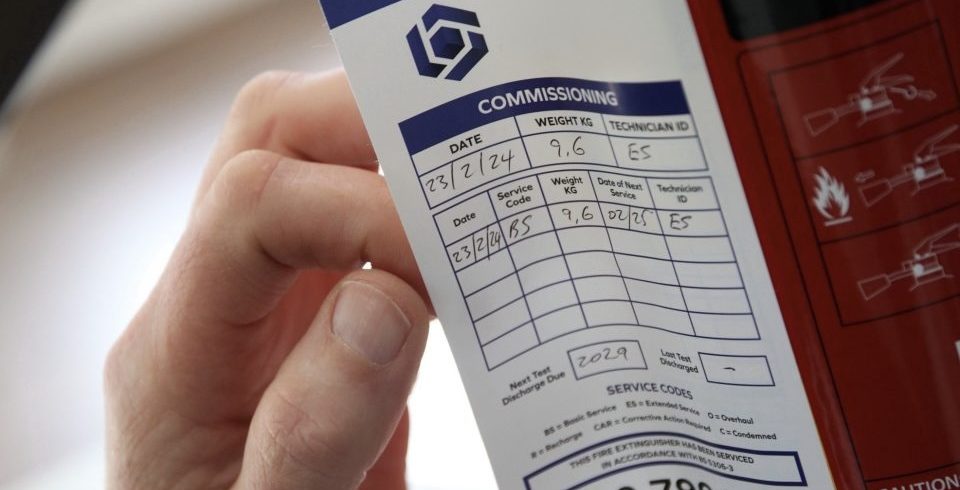 COMMISSIONING
DATE WEIGHT KG TECHNICIAN ID
23/2/24 9,6 ES
Date Service Code Weight KG Date of Next Service Technician ID
23/2/24 BS 9,6 02/25 ES
Next Test Discharge Due 2029 Last Test Discharged –
SERVICE CODES
BS = Basic Service ES = Extended Service O = Overhaul
R = Recharge CAR = Corrective Action Required C = Condemned
THIS FIRE EXTINGUISHER HAS BEEN SERVICED
IN ACCORDANCE WITH BS 5306-3